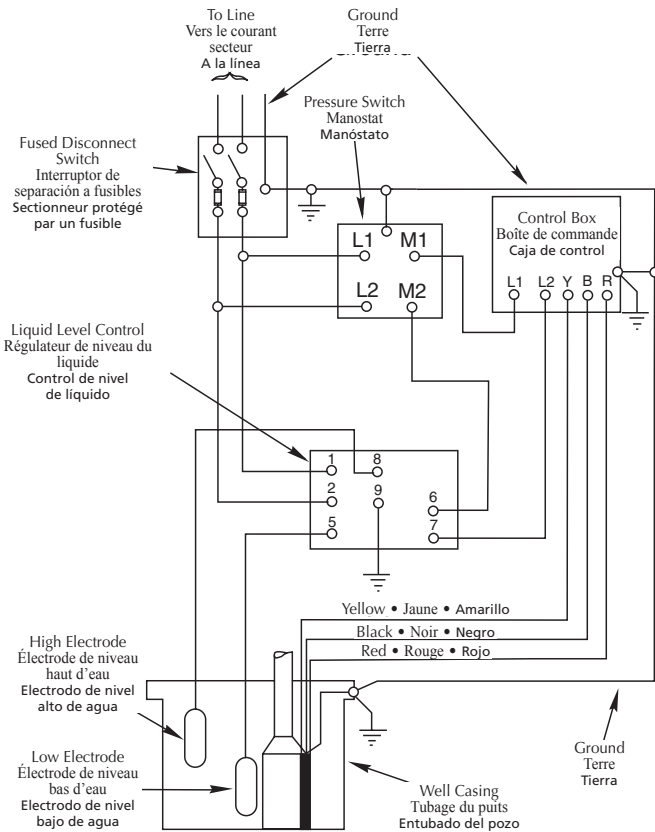 To Line
Vers le courant
secteur
A la línea
Ground
Terre
Tierra
Pressure Switch
Manostat
Manóstato
Fused Disconnect
Switch
Interruptor de
separación a fusibles
Sectionneur protégé
par un fusible
L1 M1
L2 M2
Control Box
Boîte de commande
Caja de control
L1 L2 Y B R
Liquid Level Control
Régulateur de niveau du
liquide
Control de nivel
de líquido
1 8
2 9 6
5 7
Yellow • Jaune • Amarillo
Black • Noir • Negro
Red • Rouge • Rojo
High Electrode
Électrode de niveau
haut d'eau
Electrodo de nivel
alto de agua
Low Electrode
Électrode de niveau
bas d'eau
Electrodo de nivel
bajo de agua
Well Casing
Tubage du puits
Entubado del pozo
Ground
Terre
Tierra